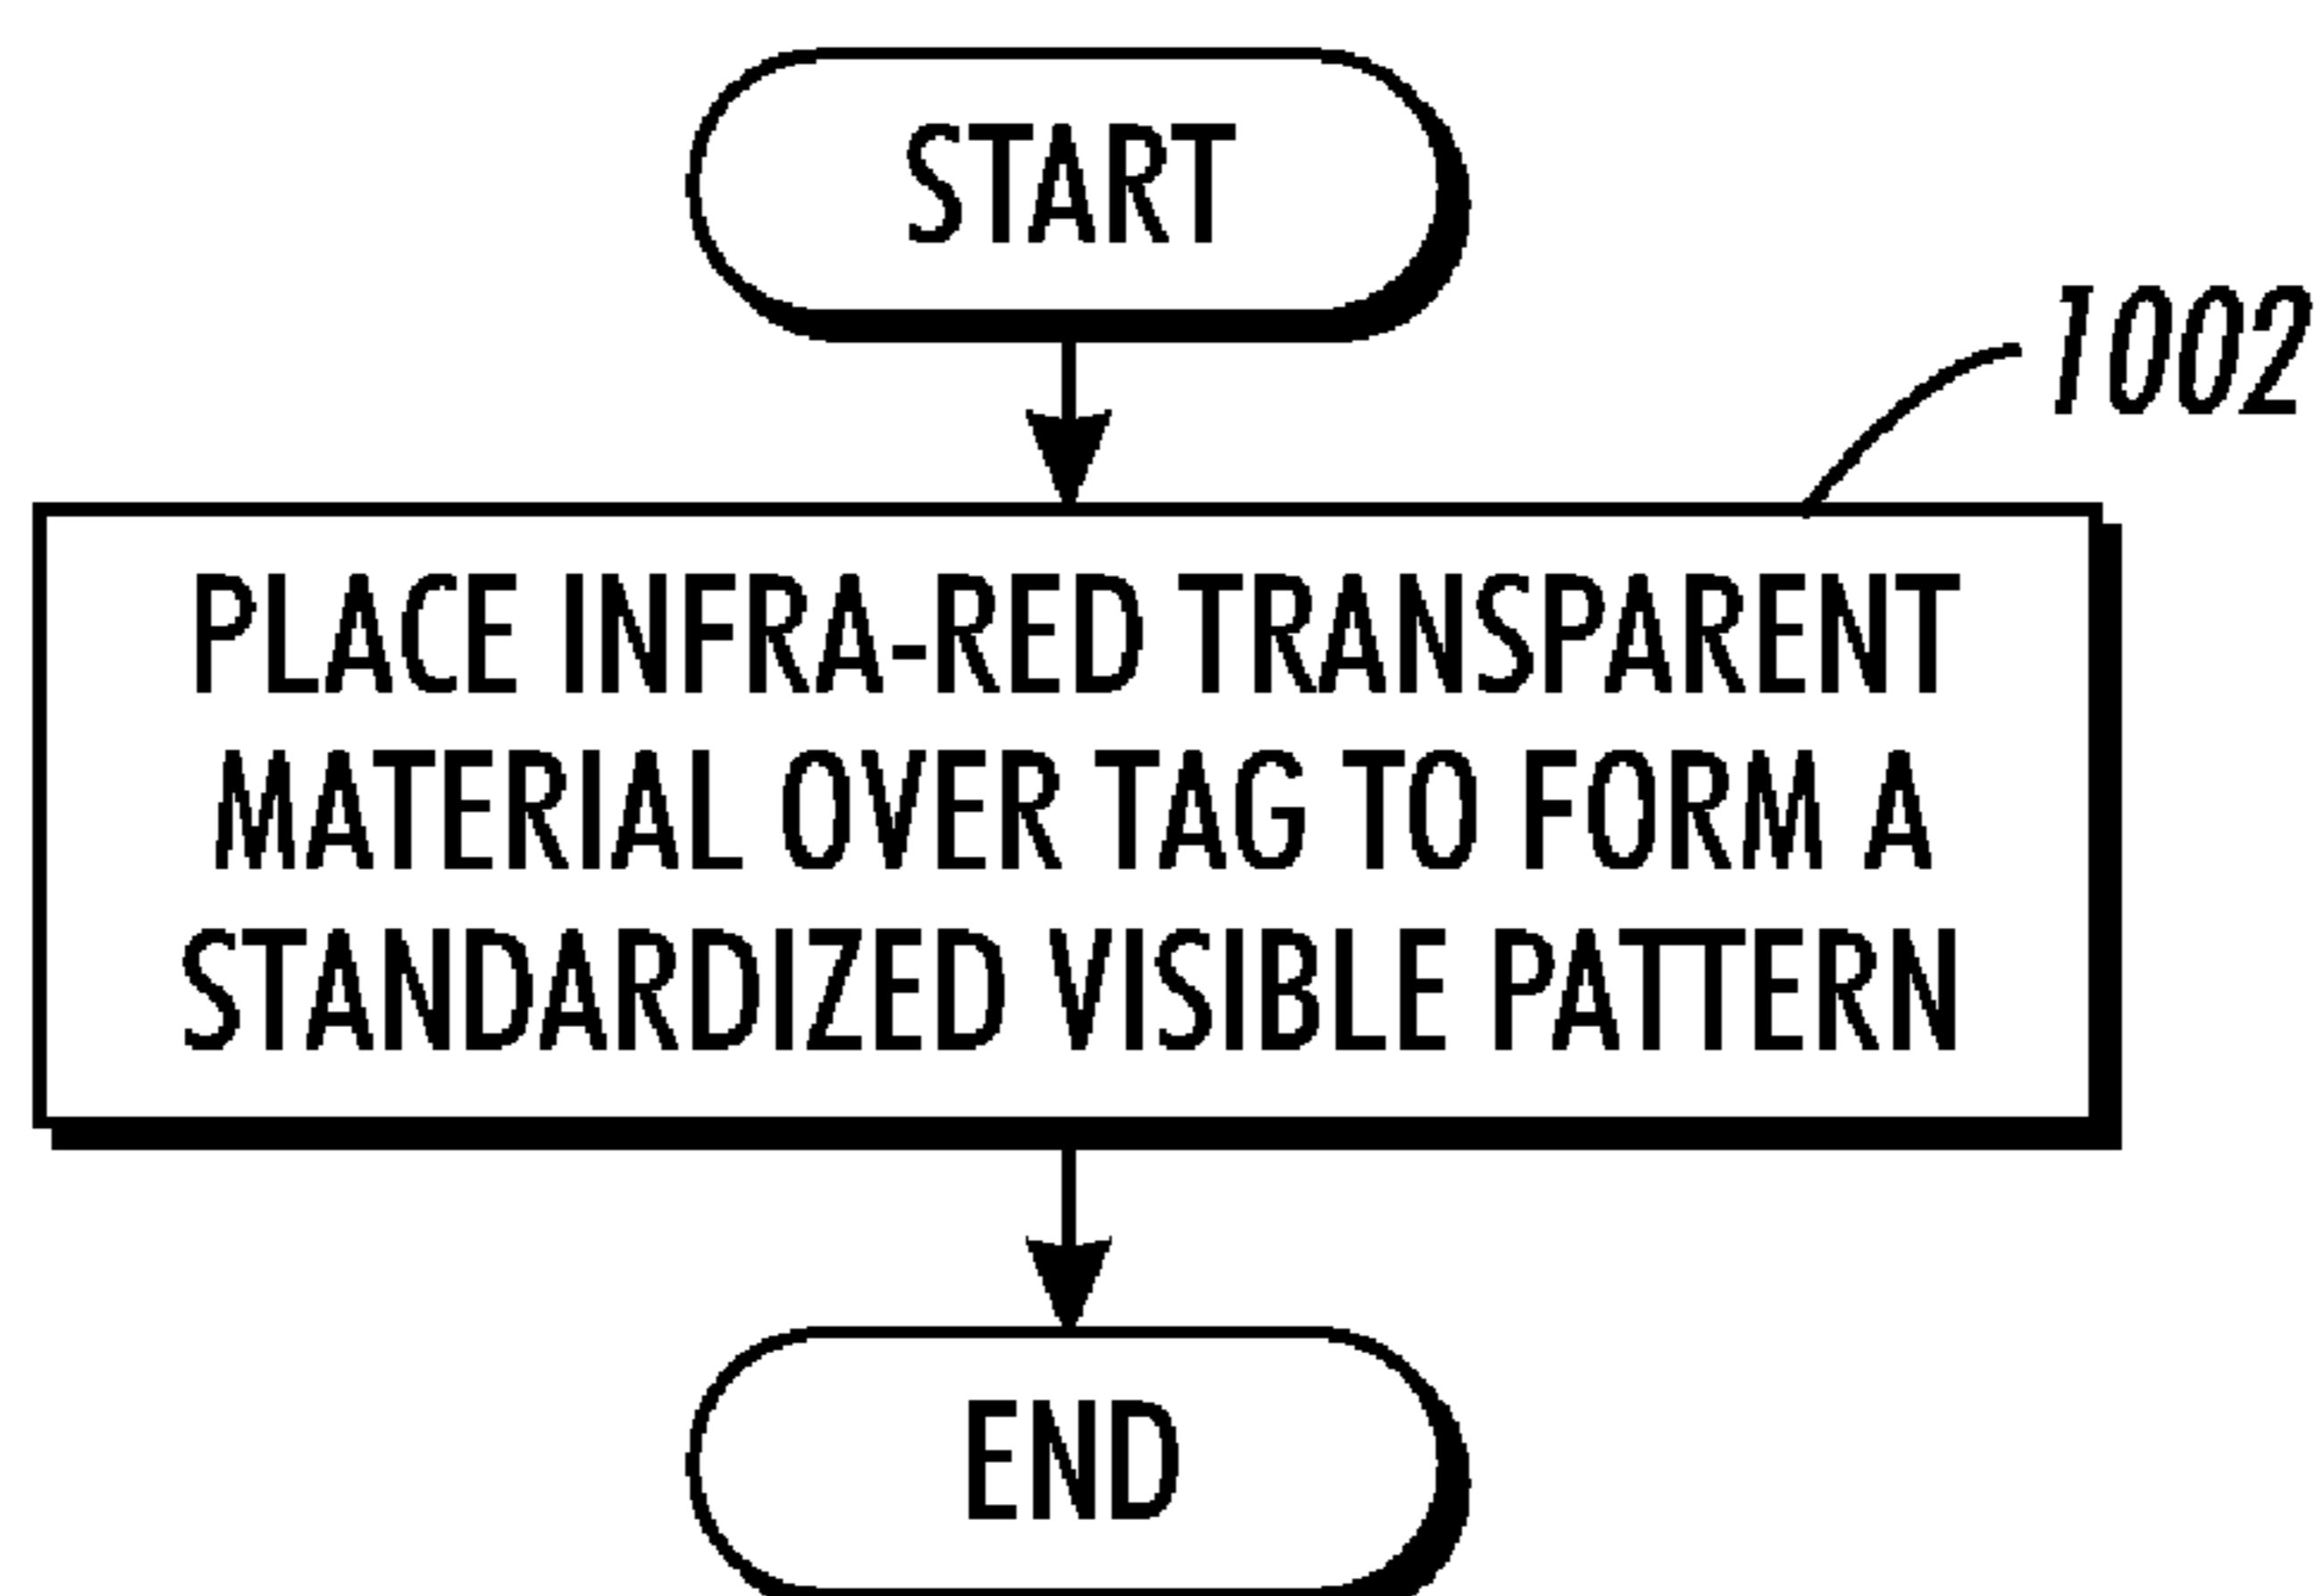 START
1002
PLACE INFRA-RED TRANSPARENT
MATERIAL OVER TAG TO FORM A
STANDARDIZED VISIBLE PATTERN
END